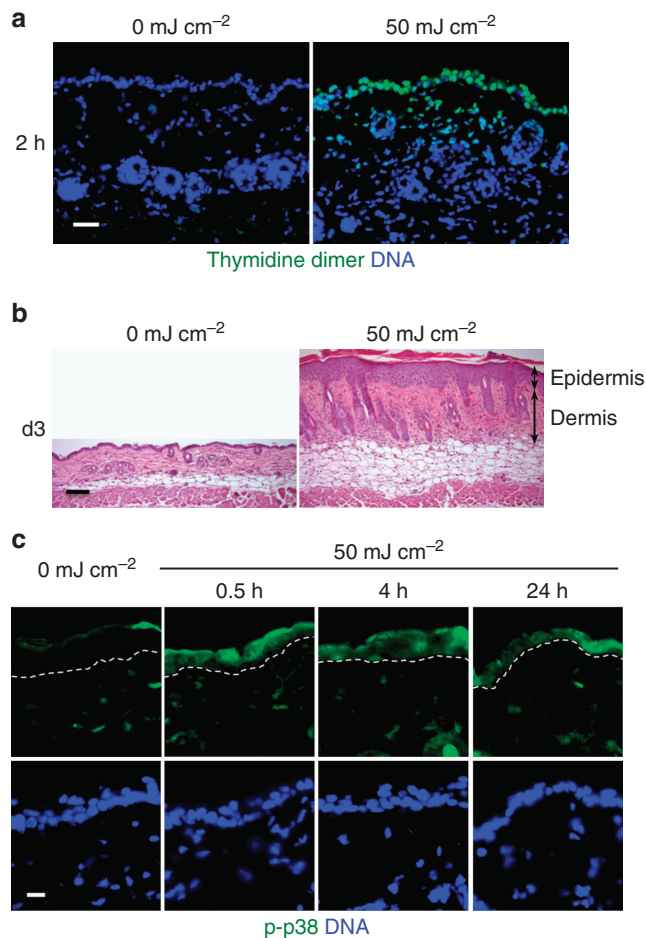 a
0 mJ cm⁻² 50 mJ cm⁻²
2 h
Thymidine dimer DNA
b
0 mJ cm⁻² 50 mJ cm⁻²
Epidermis
d3
Dermis
c
50 mJ cm⁻²
0 mJ cm⁻²
0.5 h 4 h 24 h
p-p38 DNA